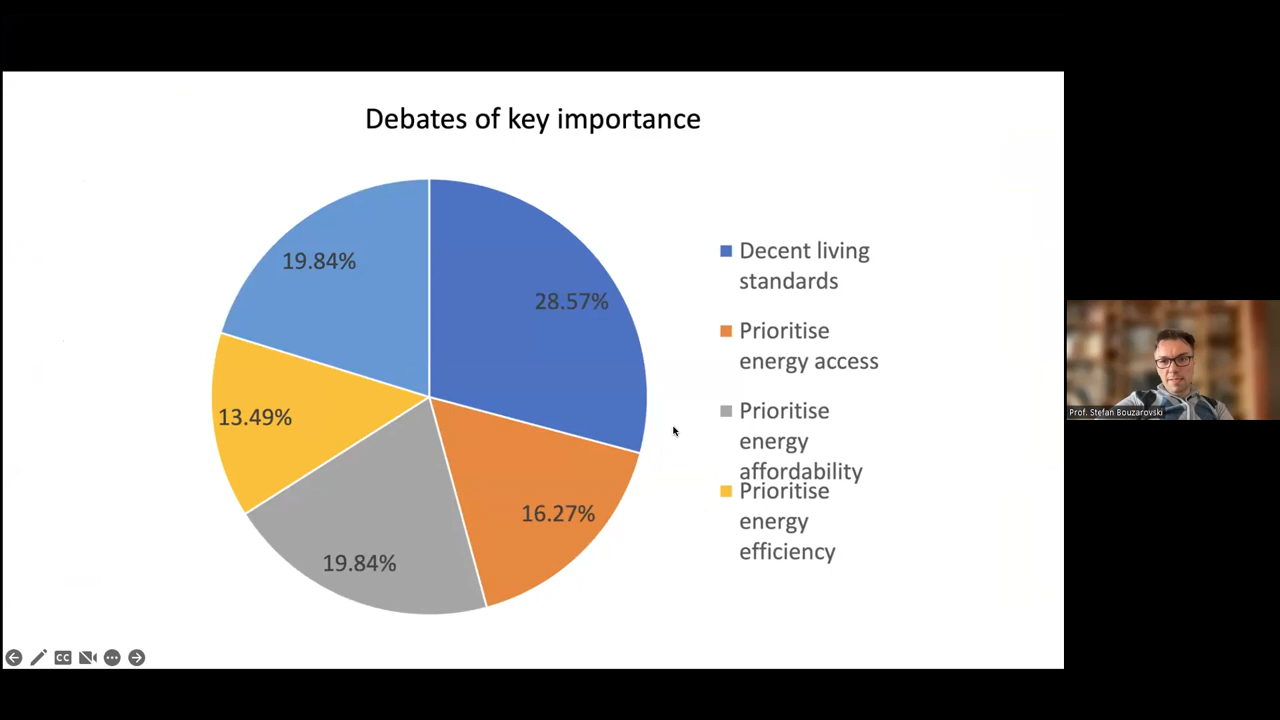 Debates of key importance
19.84%
28.57%
13.49%
16.27%
19.84%
Decent living
standards
Prioritise
energy access
Prioritise
energy
affordability
Prioritise
energy
efficiency
Prof. Stefan Bouzarovski
CC